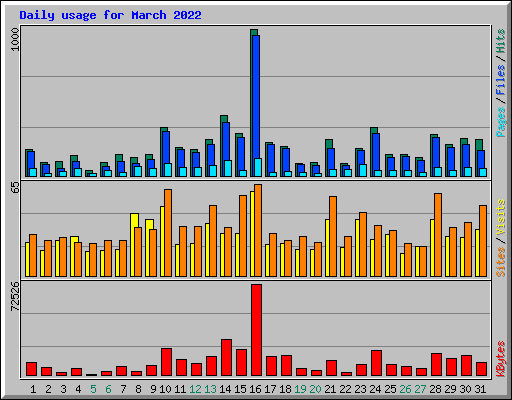 Daily usage for March 2022
1000
Pages / Files / Hits
65
Sites / Visits
72526
KBytes
1 2 3 4 5 6 7 8 9 10 11 12 13 14 15 16 17 18 19 20 21 22 23 24 25 26 27 28 29 30 31